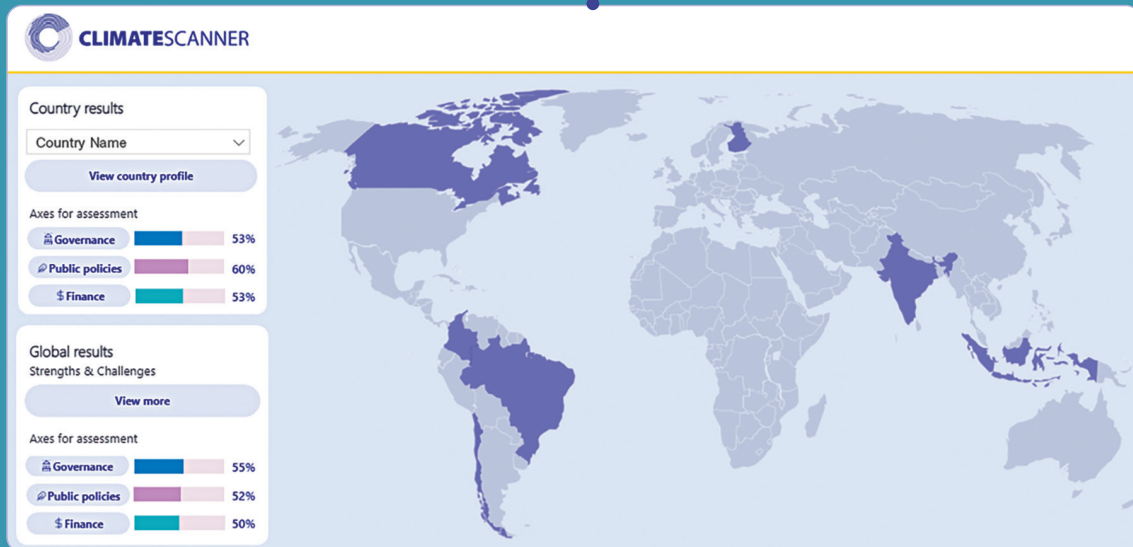 CLIMATESCANNER
Country results
Country Name
View country profile
Axes for assessment
Governance 53%
Public policies 60%
$ Finance 53%
Global results
Strengths & Challenges
View more
Axes for assessment
Governance 55%
Public policies 52%
$ Finance 50%